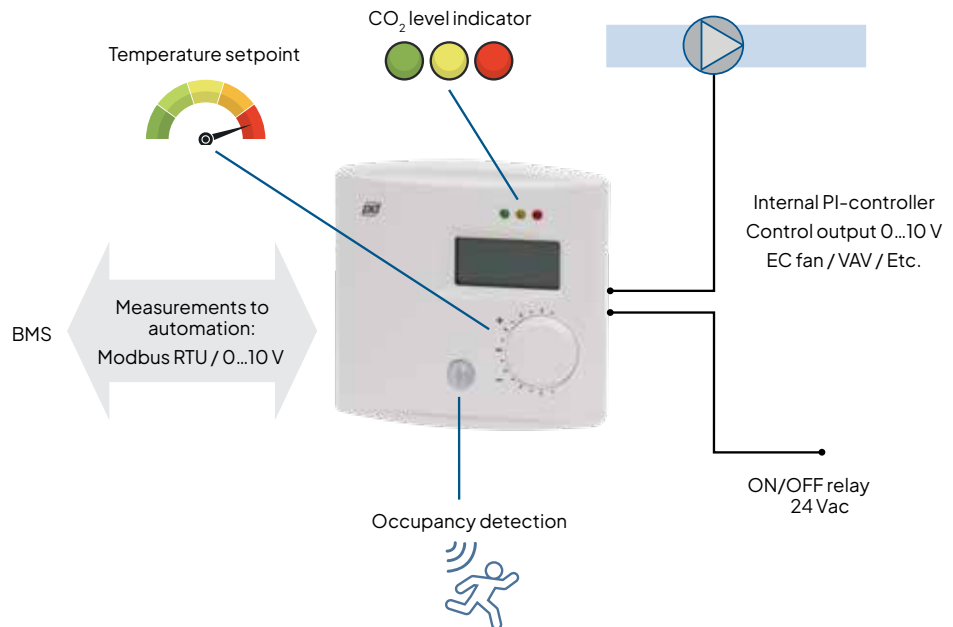 CO₂ level indicator
Temperature setpoint
Internal PI-controller
Control output 0...10 V
EC fan / VAV / Etc.
Measurements to
automation:
Modbus RTU / 0...10 V
BMS
ON/OFF relay
24 Vac
Occupancy detection